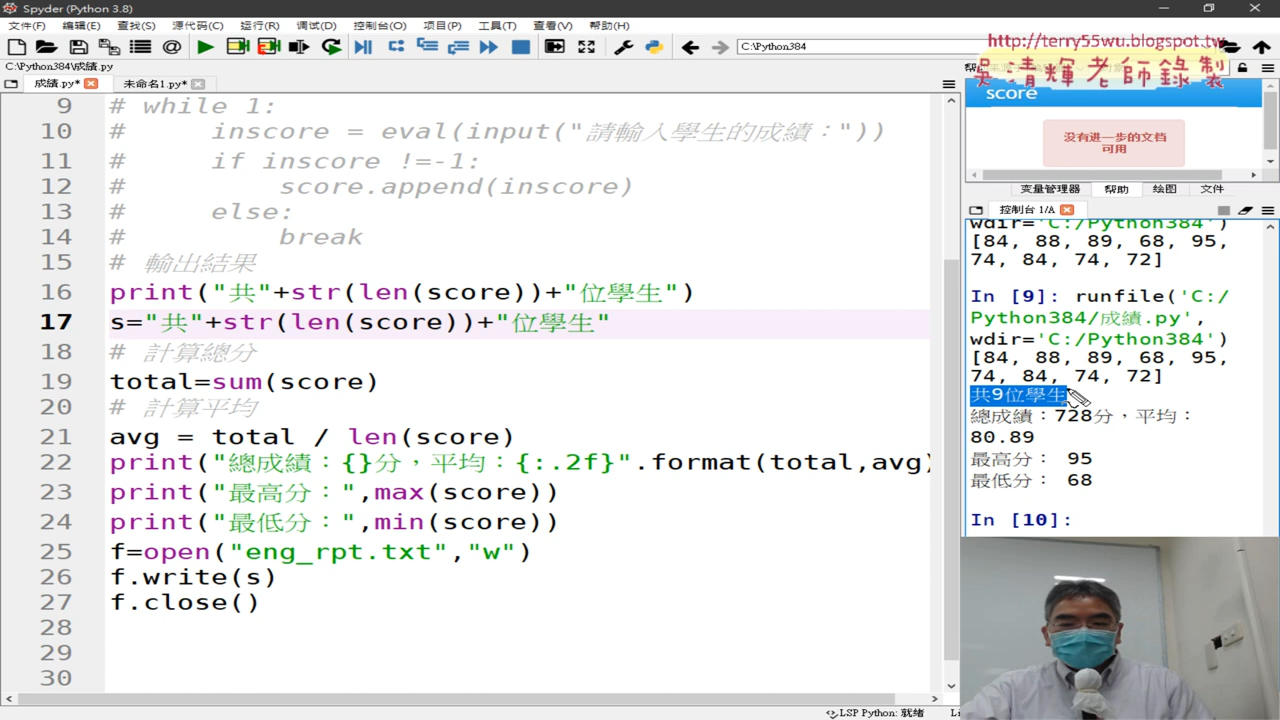 Spyder (Python 3.8)
文件(F) 编辑(E) 查找(S) 源代码(C) 运行(R) 调试(D) 控制台(O) 项目(P) 工具(T) 查看(V) 帮助(H)
C:\Python384
http://terry55wu.blogspot.tw
吳清輝老師錄製
C:\Python384\成績.py
成績.py* 未命名1.py*
9 # while 1:
10 #     inscore = eval(input("請輸入學生的成績："))
11 #     if inscore !=-1:
12 #         score.append(inscore)
13 #     else:
14 #         break
15 # 輸出結果
16 print("共"+str(len(score))+"位學生")
17 s="共"+str(len(score))+"位學生"
18 # 計算總分
19 total=sum(score)
20 # 計算平均
21 avg = total / len(score)
22 print("總成績：{}分，平均：{:.2f}".format(total,avg)
23 print("最高分：",max(score))
24 print("最低分：",min(score))
25 f=open("eng_rpt.txt","w")
26 f.write(s)
27 f.close()
28
29
30
score
没有进一步的文档
可用
变量管理器 帮助 绘图 文件
控制台 1/A
wdir='C:/Python384')
[84, 88, 89, 68, 95,
74, 84, 74, 72]
In [9]: runfile('C:/
Python384/成績.py',
wdir='C:/Python384')
[84, 88, 89, 68, 95,
74, 84, 74, 72]
共9位學生
總成績：728分，平均：
80.89
最高分： 95
最低分： 68
In [10]:
LSP Python: 就绪